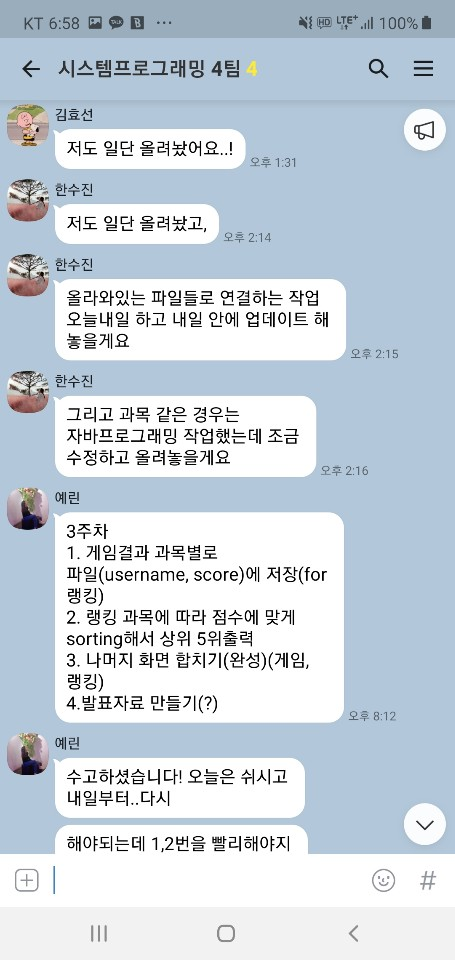 KT 6:58 TALK B ... HD LTE+ 100%
시스템프로그래밍 4팀 4
김효선
저도 일단 올려놨어요..!
오후 1:31
한수진
저도 일단 올려놨고,
오후 2:14
한수진
올라와있는 파일들로 연결하는 작업
오늘내일 하고 내일 안에 업데이트 해
놓을게요
오후 2:15
한수진
그리고 과목 같은 경우는
자바프로그래밍 작업했는데 조금
수정하고 올려놓을게요
오후 2:16
예린
3주차
1. 게임결과 과목별로
파일(username, score)에 저장(for
랭킹)
2. 랭킹 과목에 따라 점수에 맞게
sorting해서 상위 5위출력
3. 나머지 화면 합치기(완성)(게임,
랭킹)
4.발표자료 만들기(?)
오후 8:12
예린
수고하셨습니다! 오늘은 쉬시고
내일부터..다시
해야되는데 1,2번을 빨리해야지
#